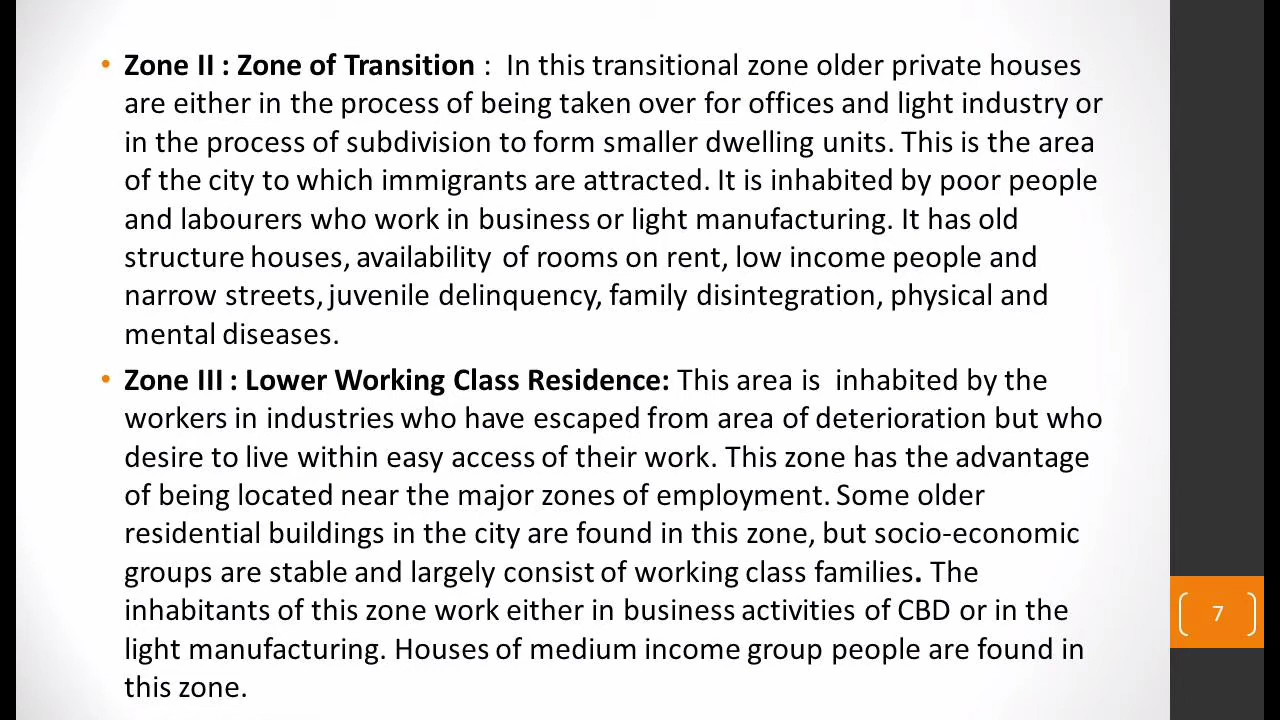 • Zone II : Zone of Transition : In this transitional zone older private houses
are either in the process of being taken over for offices and light industry or
in the process of subdivision to form smaller dwelling units. This is the area
of the city to which immigrants are attracted. It is inhabited by poor people
and labourers who work in business or light manufacturing. It has old
structure houses, availability of rooms on rent, low income people and
narrow streets, juvenile delinquency, family disintegration, physical and
mental diseases.
• Zone III : Lower Working Class Residence: This area is inhabited by the
workers in industries who have escaped from area of deterioration but who
desire to live within easy access of their work. This zone has the advantage
of being located near the major zones of employment. Some older
residential buildings in the city are found in this zone, but socio-economic
groups are stable and largely consist of working class families. The
inhabitants of this zone work either in business activities of CBD or in the
light manufacturing. Houses of medium income group people are found in
this zone.
7